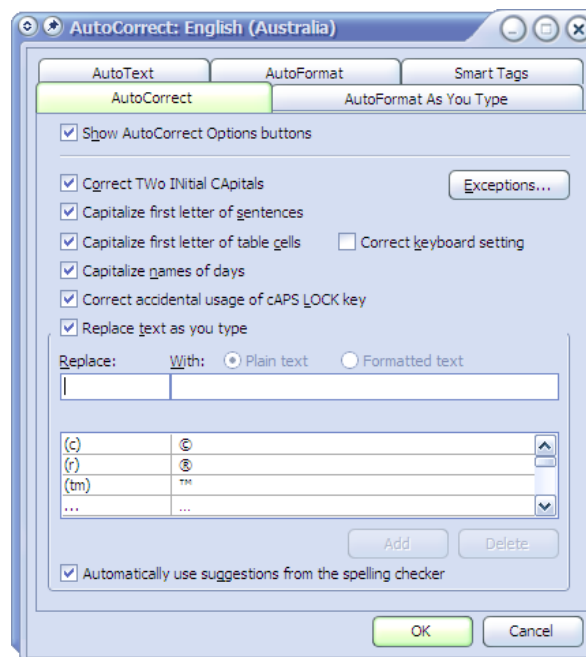 AutoCorrect: English (Australia)
AutoText AutoFormat Smart Tags
AutoCorrect AutoFormat As You Type
Show AutoCorrect Options buttons
Correct TWo INitial CApitals Exceptions...
Capitalize first letter of sentences
Capitalize first letter of table cells Correct keyboard setting
Capitalize names of days
Correct accidental usage of cAPS LOCK key
Replace text as you type
Replace: With: Plain text Formatted text
(c) ©
(r) ®
(tm) ™
... ...
Add Delete
Automatically use suggestions from the spelling checker
OK Cancel